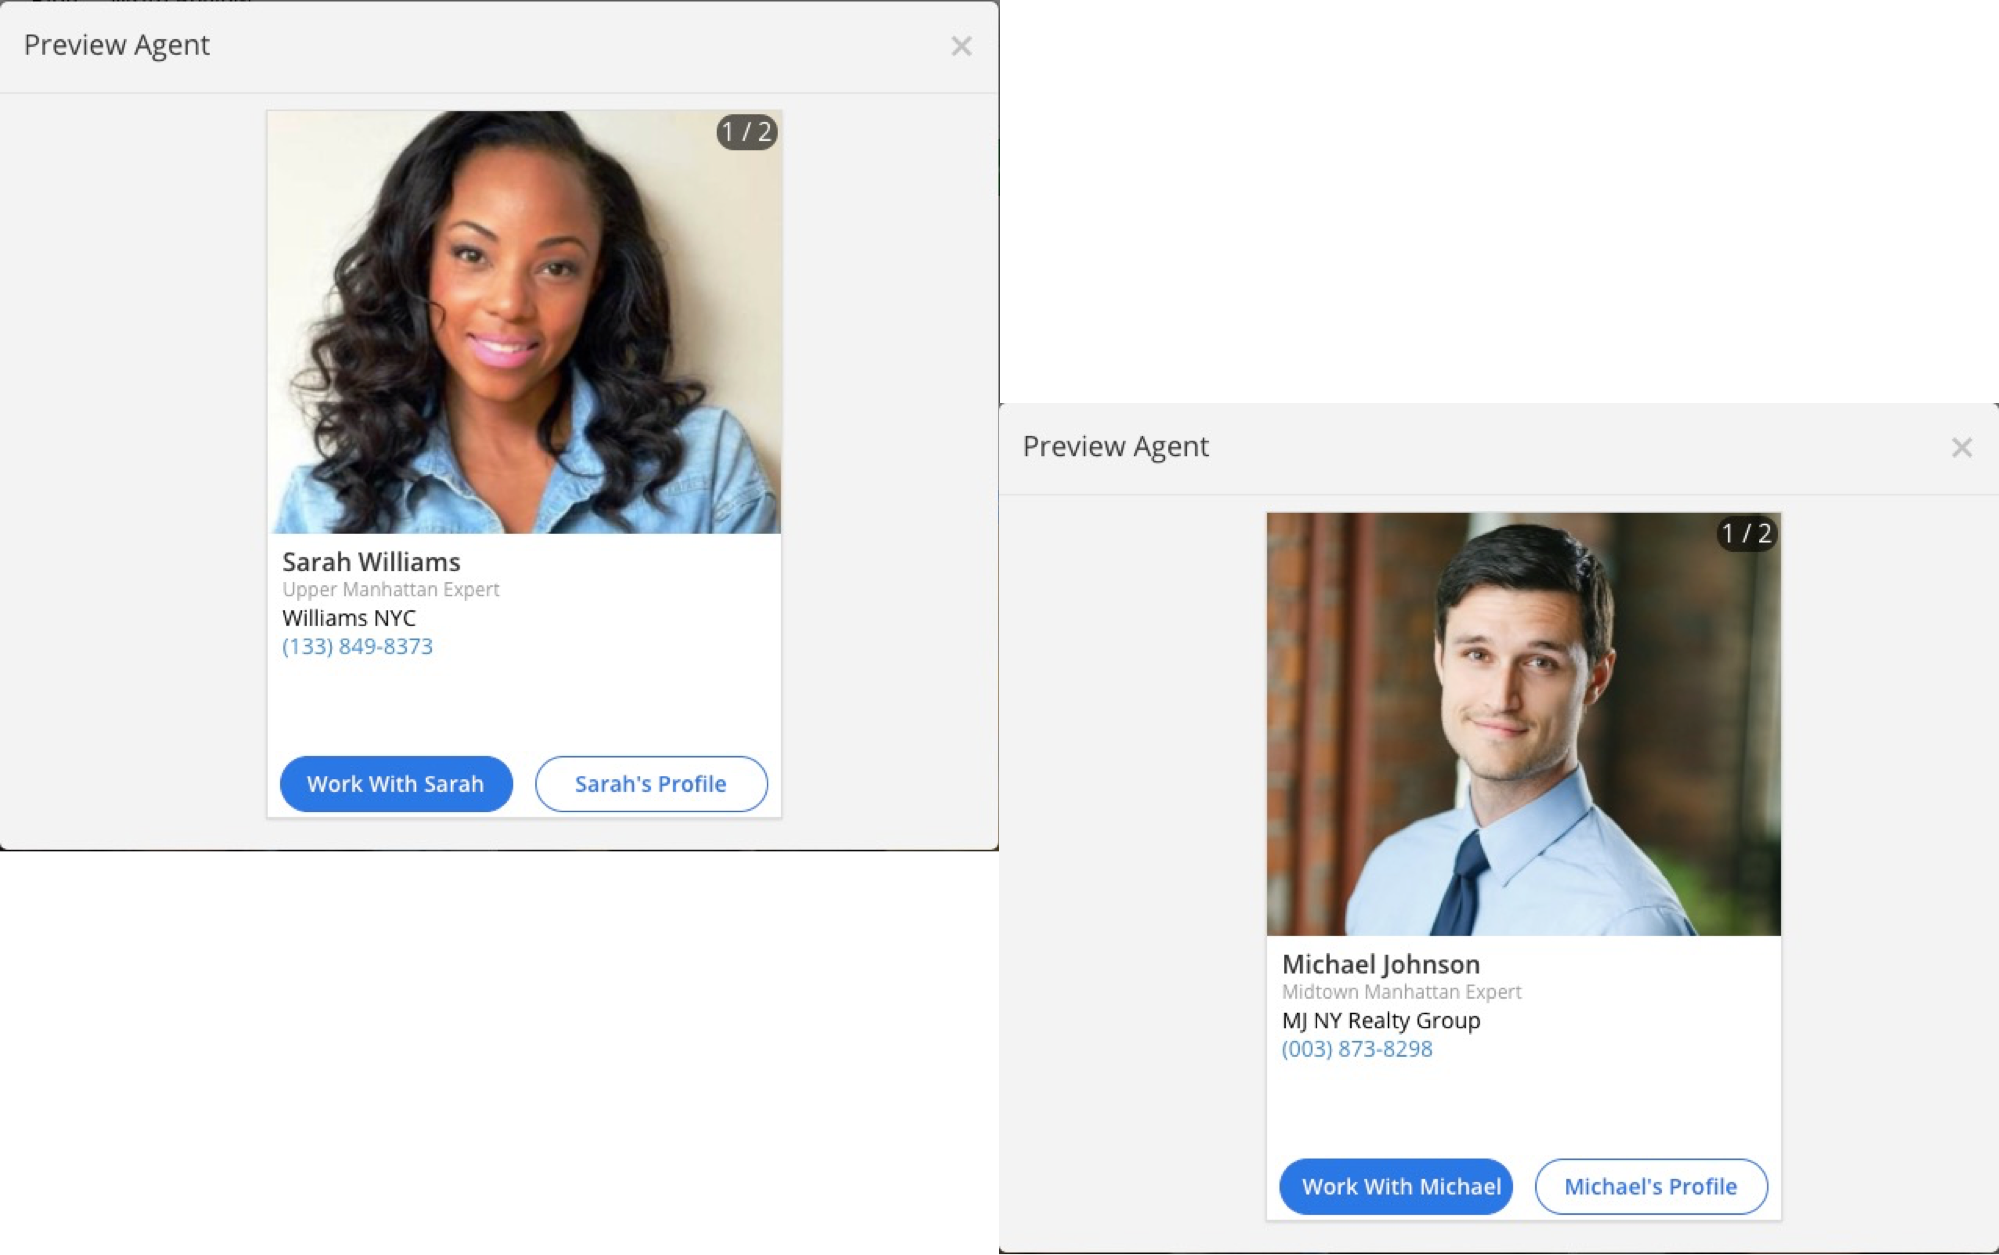 Preview Agent ×
1 / 2
Sarah Williams
Upper Manhattan Expert
Williams NYC
(133) 849-8373
Work With Sarah
Sarah's Profile
Preview Agent ×
1 / 2
Michael Johnson
Midtown Manhattan Expert
MJ NY Realty Group
(003) 873-8298
Work With Michael
Michael's Profile